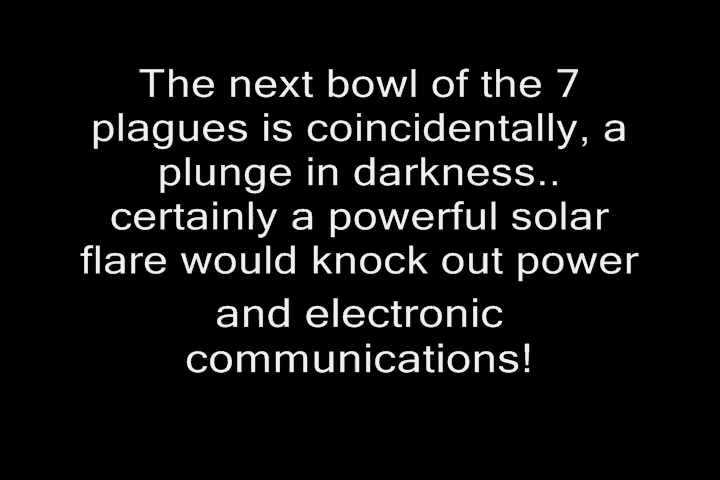 The next bowl of the 7
plagues is coincidentally, a
plunge in darkness..
certainly a powerful solar
flare would knock out power
and electronic
communications!